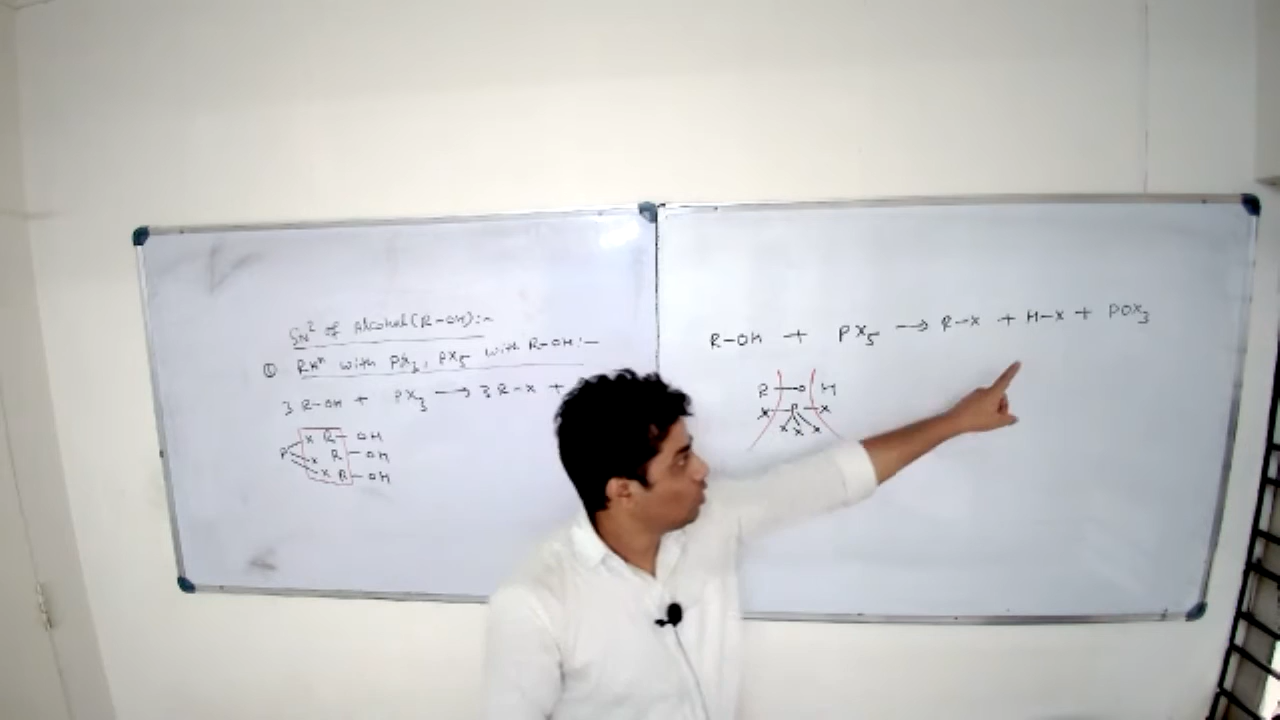 SN² of Alcohol (R-OH):-
① RXⁿ with PX₃, PX₅ with R-OH:-
3 R-OH + PX₃ → 3 R-X +
X R-OH
P X R-OH
X R-OH
R-OH + PX₅ → R-X + H-X + POX₃
R-O H
X-P-X
X X X